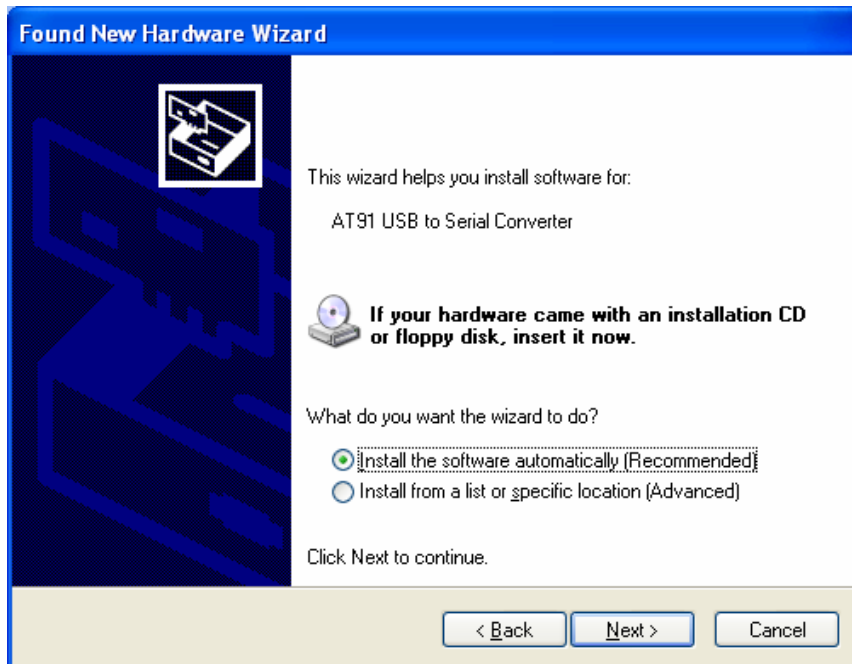 Found New Hardware Wizard
This wizard helps you install software for:
AT91 USB to Serial Converter
If your hardware came with an installation CD
or floppy disk, insert it now.
What do you want the wizard to do?
Install the software automatically (Recommended)
Install from a list or specific location (Advanced)
Click Next to continue.
< Back Next > Cancel